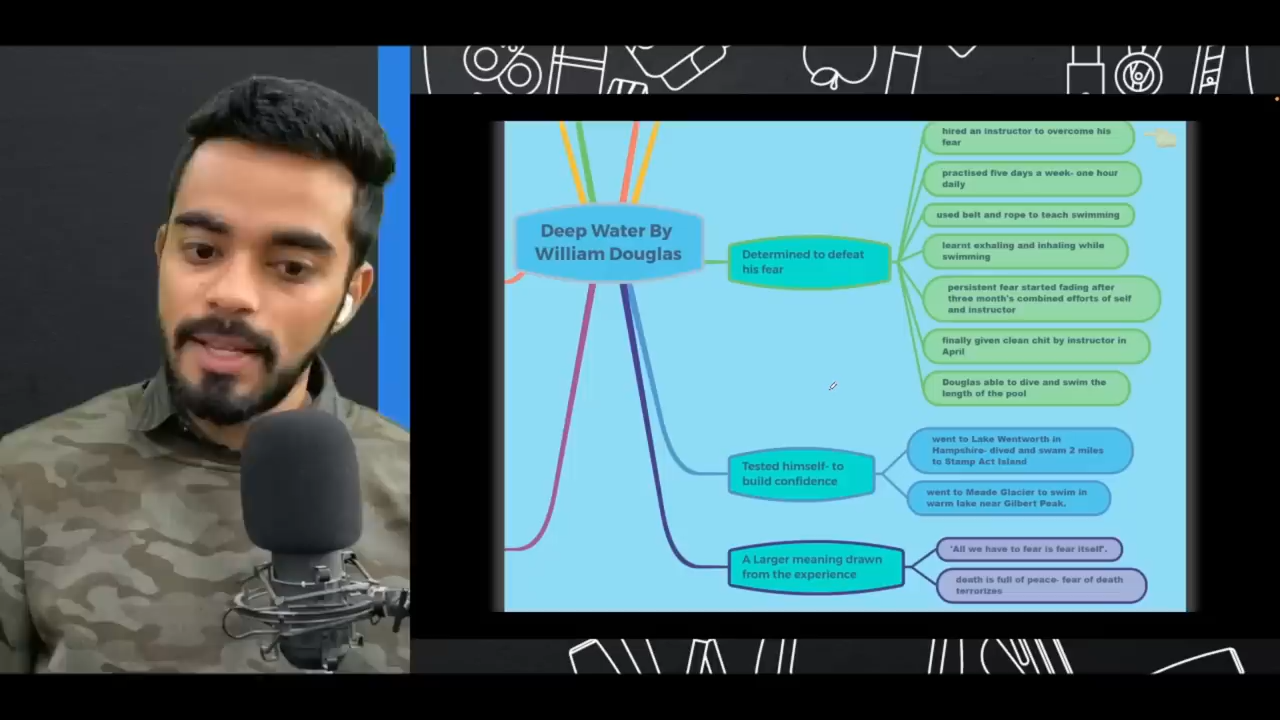 Deep Water By
William Douglas
Determined to defeat
his fear
hired an instructor to overcome his
fear
practised five days a week- one hour
daily
used belt and rope to teach swimming
learnt exhaling and inhaling while
swimming
persistent fear started fading after
three month's combined efforts of self
and instructor
finally given clean chit by instructor in
April
Douglas able to dive and swim the
length of the pool
Tested himself- to
build confidence
went to Lake Wentworth in
Hampshire- dived and swam 2 miles
to Stamp Act Island
went to Meade Glacier to swim in
warm lake near Gilbert Peak.
A Larger meaning drawn
from the experience
'All we have to fear is fear itself'.
death is full of peace- fear of death
terrorizes